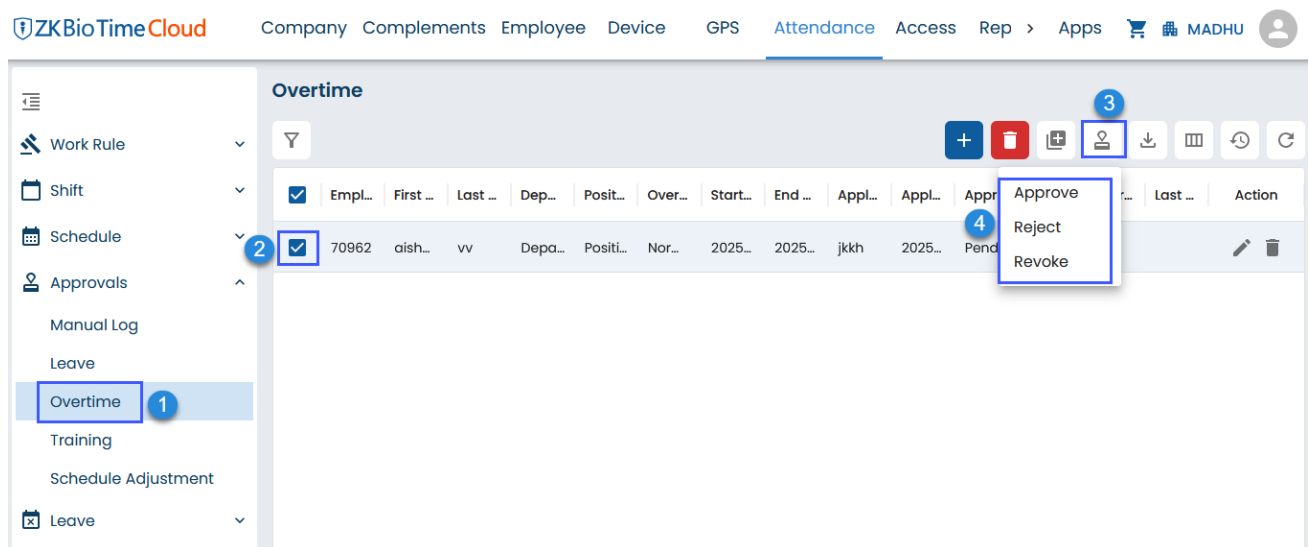 ZKBioTime Cloud Company Complements Employee Device GPS Attendance Access Rep > Apps MADHU
Overtime
3
Work Rule
Shift
Schedule
Approvals
Manual Log
Leave
Overtime 1
Training
Schedule Adjustment
Leave
Empl... First ... Last ... Dep... Posit... Over... Start... End ... Appl... Appl... Appr Last ... Action
2 70962 aish... vv Depa... Positi... Nor... 2025... 2025... jkkh 2025... Pend
4
Approve
Reject
Revoke